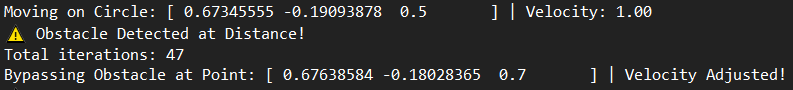 Moving on Circle: [ 0.67345555 -0.19093878  0.5       ] | Velocity: 1.00
⚠️ Obstacle Detected at Distance!
Total iterations: 47
Bypassing Obstacle at Point: [ 0.67638584 -0.18028365  0.7      ] | Velocity Adjusted!